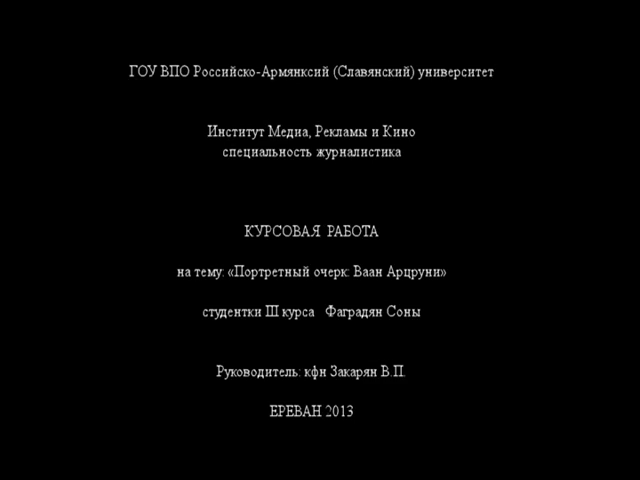 ГОУ ВПО Российско-Армянксий (Славянский) университет
Институт Медиа, Рекламы и Кино
специальность журналистика
КУРСОВАЯ РАБОТА
на тему: «Портретный очерк: Ваан Арцруни»
студентки III курса Фаградян Соны
Руководитель: кфн Закарян В.П.
ЕРЕВАН 2013